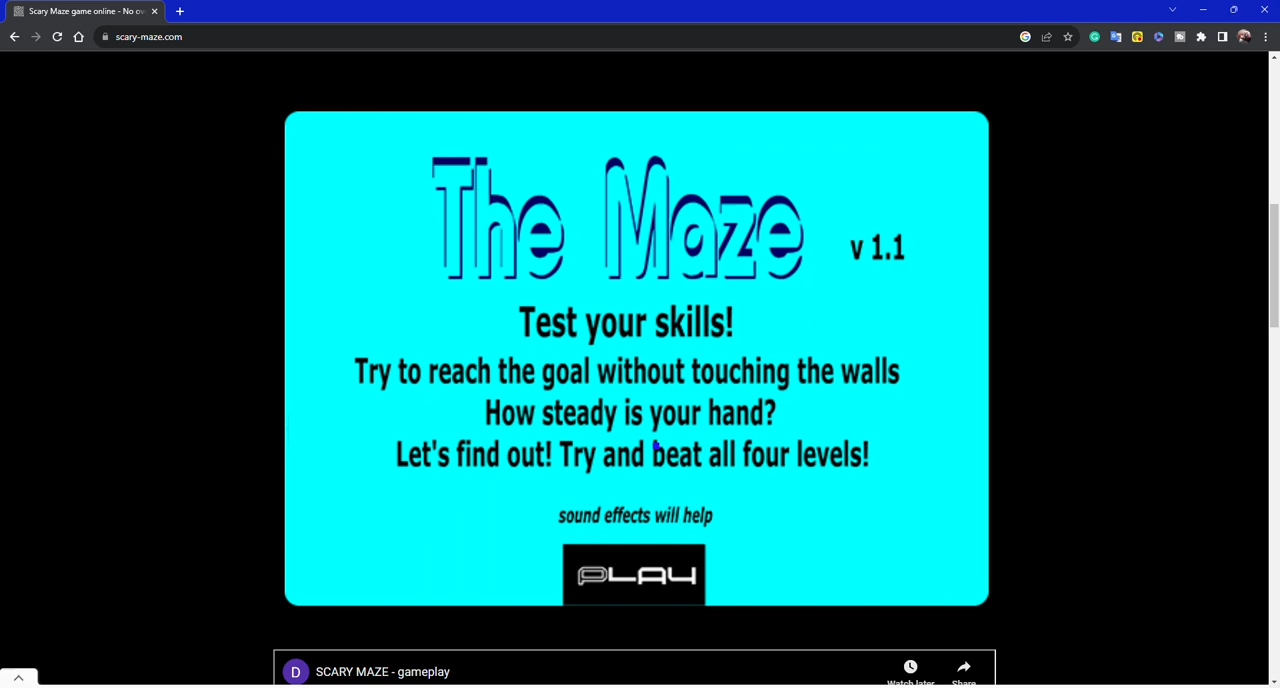 Scary Maze game online - No ov
scary-maze.com
The Maze
v 1.1
Test your skills!
Try to reach the goal without touching the walls
How steady is your hand?
Let's find out! Try and beat all four levels!
sound effects will help
PLAY
D
SCARY MAZE - gameplay
Watch later
Share